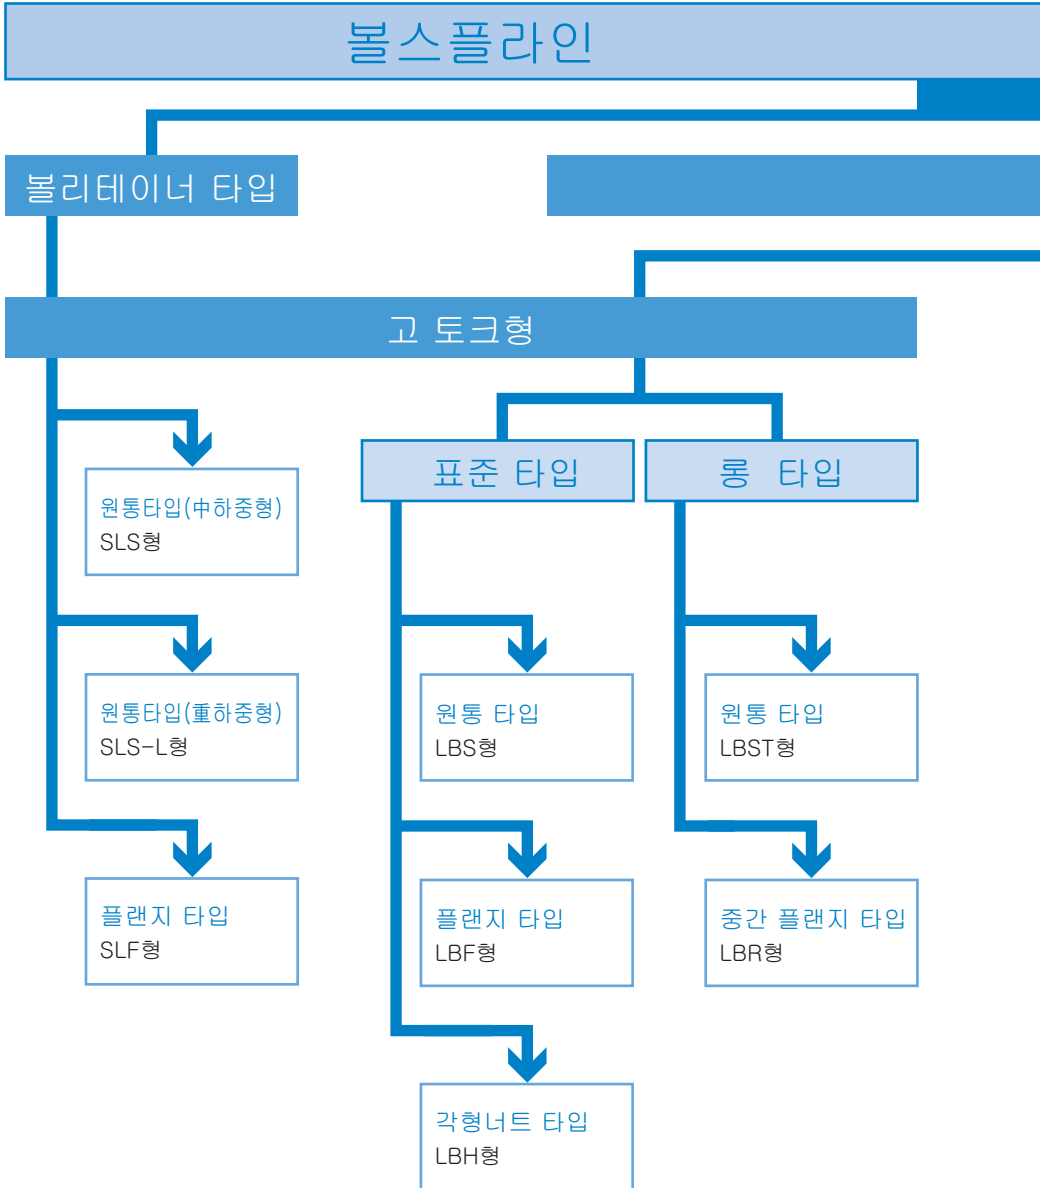 볼스플라인
볼리테이너 타입
고 토크형
표준 타입
롱 타입
원통타입(中하중형)
SLS형
원통타입(重하중형)
SLS-L형
플랜지 타입
SLF형
원통 타입
LBS형
플랜지 타입
LBF형
각형너트 타입
LBH형
원통 타입
LBST형
중간 플랜지 타입
LBR형